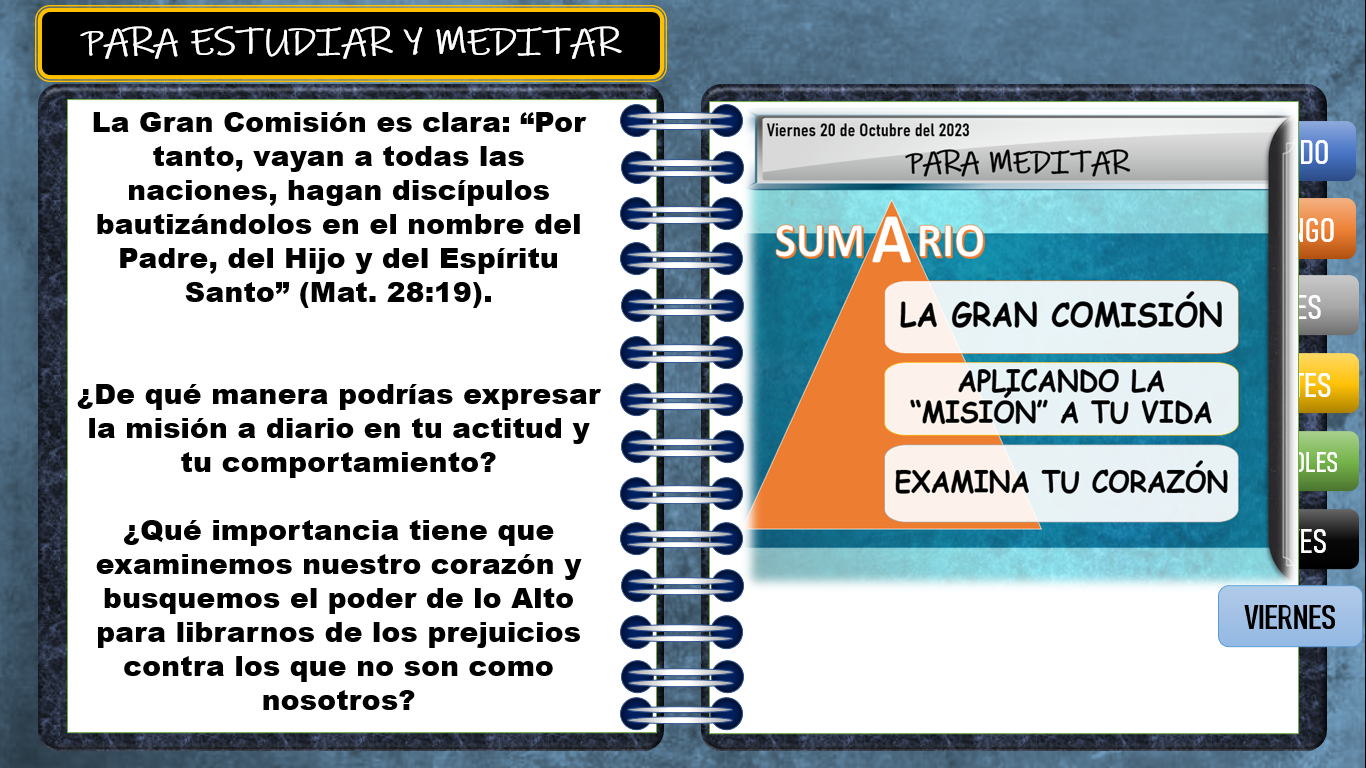 PARA ESTUDIAR Y MEDITAR
La Gran Comisión es clara: “Por
tanto, vayan a todas las
naciones, hagan discípulos
bautizándolos en el nombre del
Padre, del Hijo y del Espíritu
Santo” (Mat. 28:19).
¿De qué manera podrías expresar
la misión a diario en tu actitud y
tu comportamiento?
¿Qué importancia tiene que
examinemos nuestro corazón y
busquemos el poder de lo Alto
para librarnos de los prejuicios
contra los que no son como
nosotros?
Viernes 20 de Octubre del 2023
PARA MEDITAR
SUMARIO
LA GRAN COMISIÓN
APLICANDO LA
“MISIÓN” A TU VIDA
EXAMINA TU CORAZÓN
VIERNES